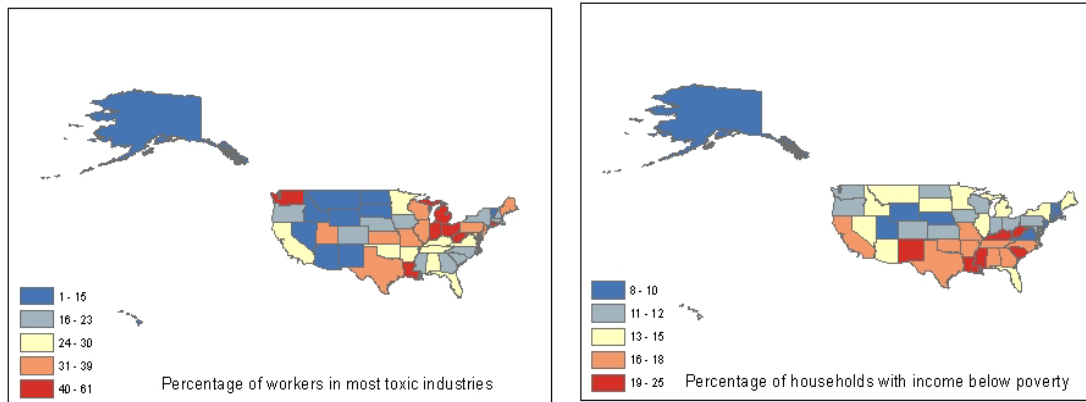 1 - 15
16 - 23
24 - 30
31 - 39
40 - 61
Percentage of workers in most toxic industries
8 - 10
11 - 12
13 - 15
16 - 18
19 - 25
Percentage of households with income below poverty